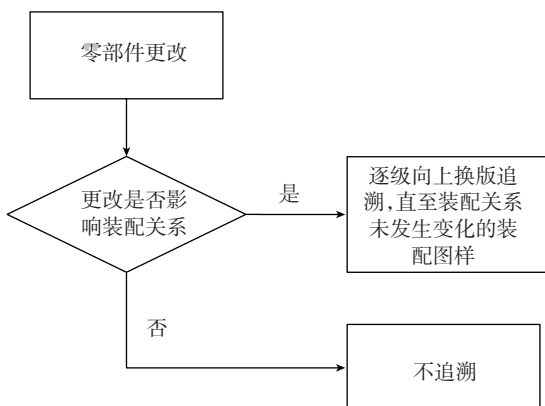 零部件更改
更改是否影
响装配关系
是
逐级向上换版追
溯,直至装配关系
未发生变化的装
配图样
否
不追溯